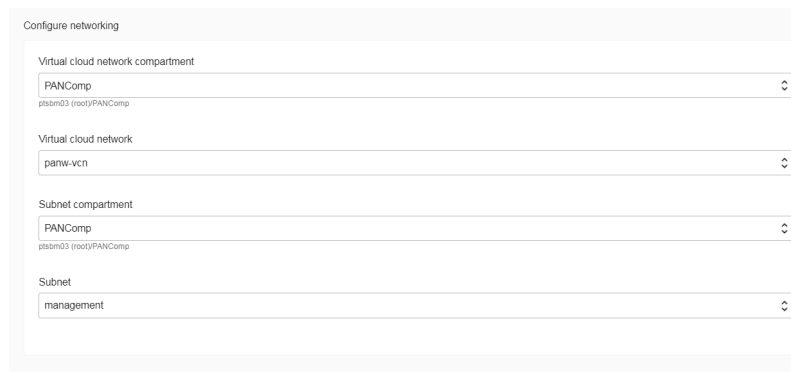 Configure networking
Virtual cloud network compartment
PANComp
ptsbm03 (root)/PANComp
Virtual cloud network
panw-vcn
Subnet compartment
PANComp
ptsbm03 (root)/PANComp
Subnet
management